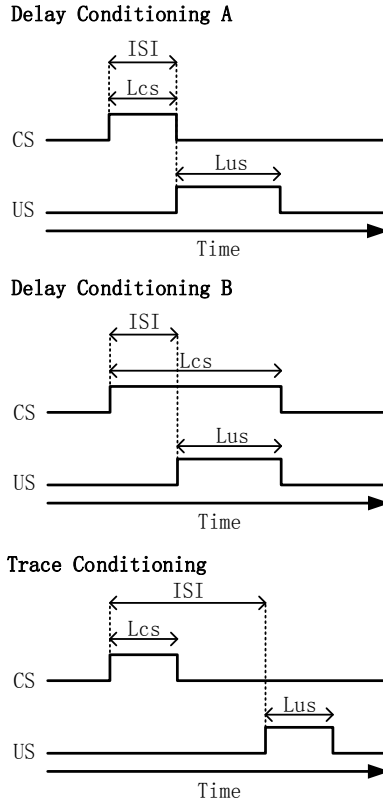 Delay Conditioning A
ISI
Lcs
CS
Lus
US
Time
Delay Conditioning B
ISI
Lcs
CS
Lus
US
Time
Trace Conditioning
ISI
Lcs
CS
Lus
US
Time